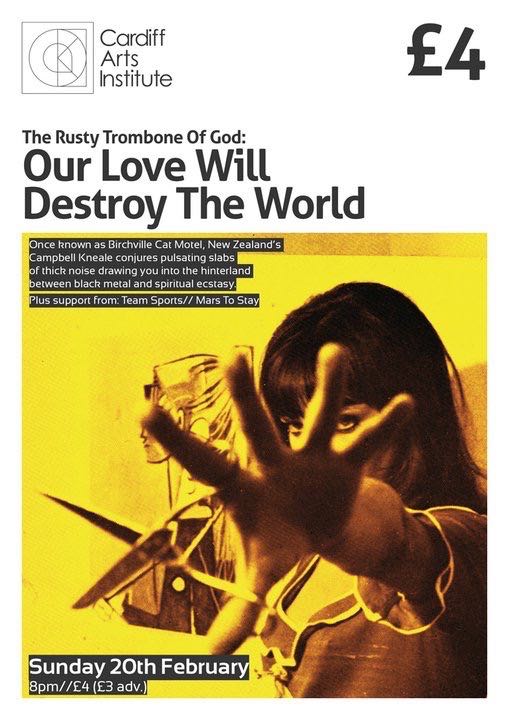 Cardiff
Arts
Institute
£4
The Rusty Trombone Of God:
Our Love Will
Destroy The World
Once known as Birchville Cat Motel, New Zealand's
Campbell Kneale conjures pulsating slabs
of thick noise drawing you into the hinterland
between black metal and spiritual ecstasy.
Plus support from: Team Sports// Mars To Stay
Sunday 20th February
8pm//£4 (£3 adv.)